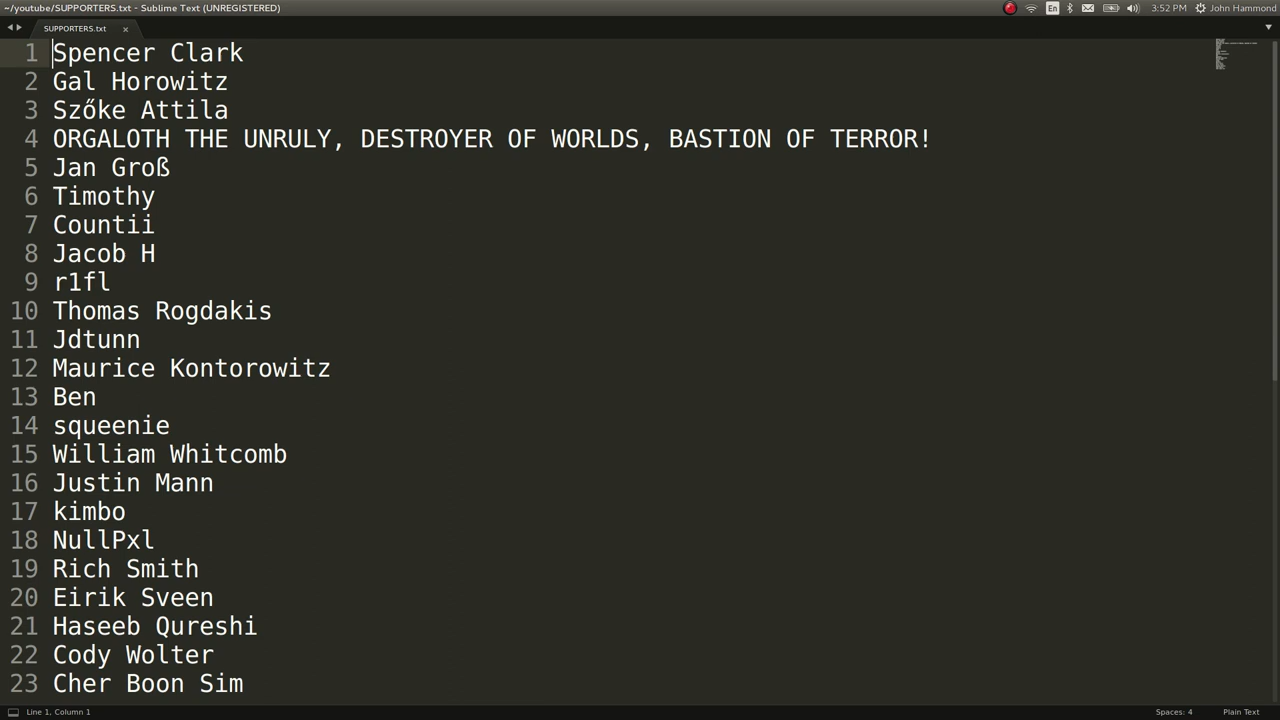 ~/youtube/SUPPORTERS.txt - Sublime Text (UNREGISTERED)
En
3:52 PM
John Hammond
SUPPORTERS.txt ×
1 Spencer Clark
2 Gal Horowitz
3 Szőke Attila
4 ORGALOTH THE UNRULY, DESTROYER OF WORLDS, BASTION OF TERROR!
5 Jan Groß
6 Timothy
7 Countii
8 Jacob H
9 r1fl
10 Thomas Rogdakis
11 Jdtunn
12 Maurice Kontorowitz
13 Ben
14 squeenie
15 William Whitcomb
16 Justin Mann
17 kimbo
18 NullPxl
19 Rich Smith
20 Eirik Sveen
21 Haseeb Qureshi
22 Cody Wolter
23 Cher Boon Sim
Line 1, Column 1
Spaces: 4
Plain Text